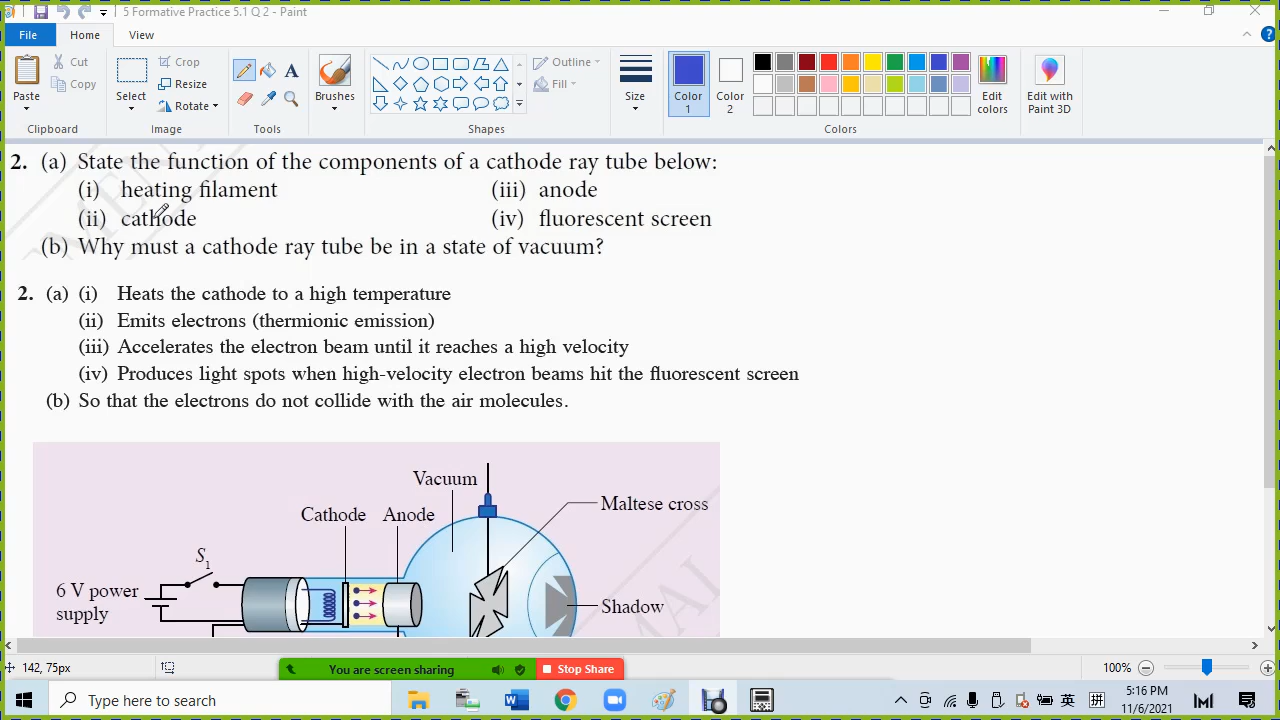 5 Formative Practice 5.1 Q 2 - Paint
File Home View
Paste
Cut
Copy
Clipboard
Select
Crop
Resize
Rotate
Image
A
Tools
Brushes
Shapes
Outline
Fill
Size
Color 1
Color 2
Colors
Edit colors
Edit with Paint 3D
2. (a) State the function of the components of a cathode ray tube below:
(i) heating filament (iii) anode
(ii) cathode (iv) fluorescent screen
(b) Why must a cathode ray tube be in a state of vacuum?
2. (a) (i) Heats the cathode to a high temperature
(ii) Emits electrons (thermionic emission)
(iii) Accelerates the electron beam until it reaches a high velocity
(iv) Produces light spots when high-velocity electron beams hit the fluorescent screen
(b) So that the electrons do not collide with the air molecules.
Vacuum
Maltese cross
Cathode Anode
S1
6 V power
supply
Shadow
142, 75px
You are screen sharing
Stop Share
100%
Type here to search
英
拼
5:16 PM
11/6/2021